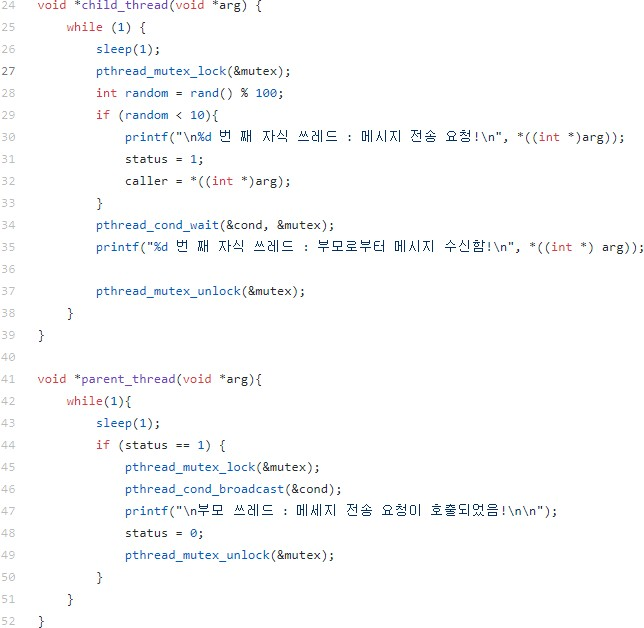 24 void *child_thread(void *arg) {
25     while (1) {
26         sleep(1);
27         pthread_mutex_lock(&mutex);
28         int random = rand() % 100;
29         if (random < 10){
30             printf("\n%d 번 째 자식 쓰레드 : 메시지 전송 요청!\n", *((int *)arg));
31             status = 1;
32             caller = *((int *)arg);
33         }
34         pthread_cond_wait(&cond, &mutex);
35         printf("%d 번 째 자식 쓰레드 : 부모로부터 메시지 수신함!\n", *((int *) arg));
36
37         pthread_mutex_unlock(&mutex);
38     }
39 }
40
41 void *parent_thread(void *arg){
42     while(1){
43         sleep(1);
44         if (status == 1) {
45             pthread_mutex_lock(&mutex);
46             pthread_cond_broadcast(&cond);
47             printf("\n부모 쓰레드 : 메세지 전송 요청이 호출되었음!\n\n");
48             status = 0;
49             pthread_mutex_unlock(&mutex);
50         }
51     }
52 }